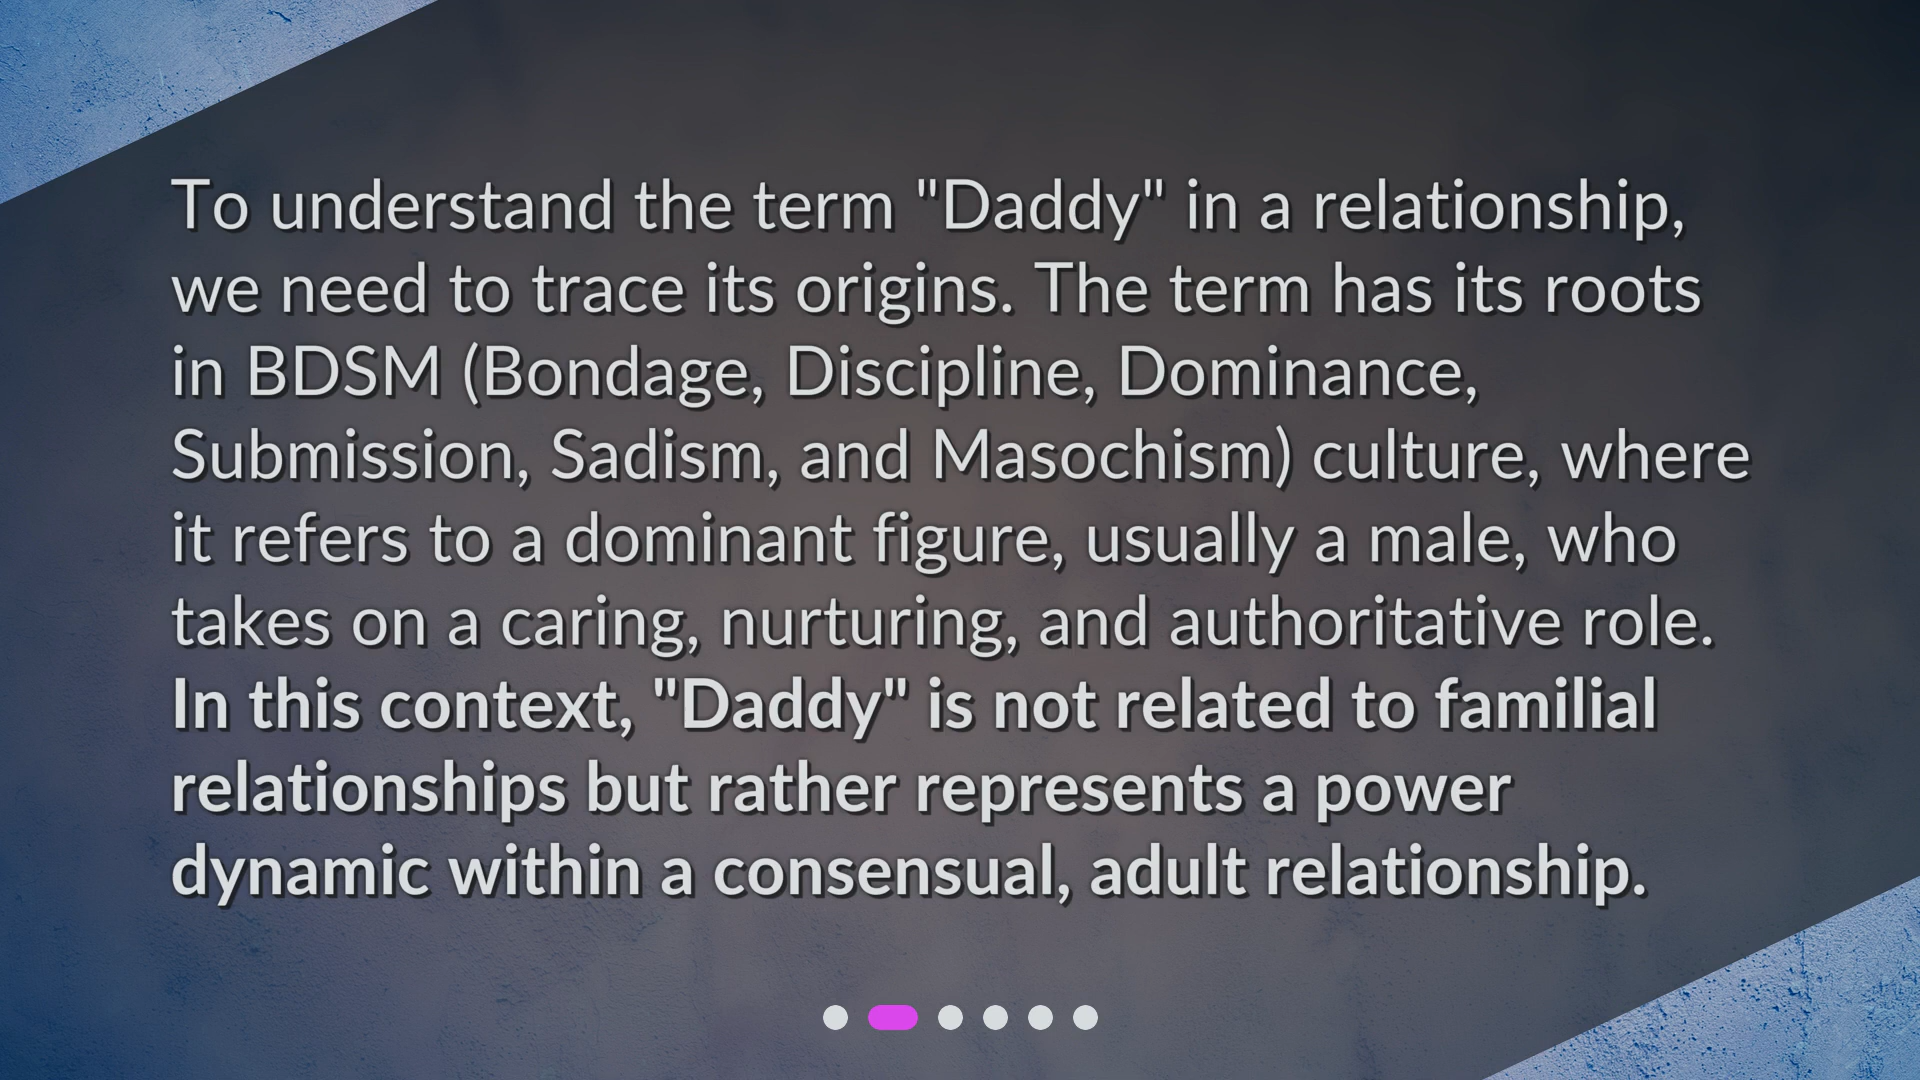 To understand the term "Daddy" in a relationship,
we need to trace its origins. The term has its roots
in BDSM (Bondage, Discipline, Dominance,
Submission, Sadism, and Masochism) culture, where
it refers to a dominant figure, usually a male, who
takes on a caring, nurturing, and authoritative role.
In this context, "Daddy" is not related to familial
relationships but rather represents a power
dynamic within a consensual, adult relationship.